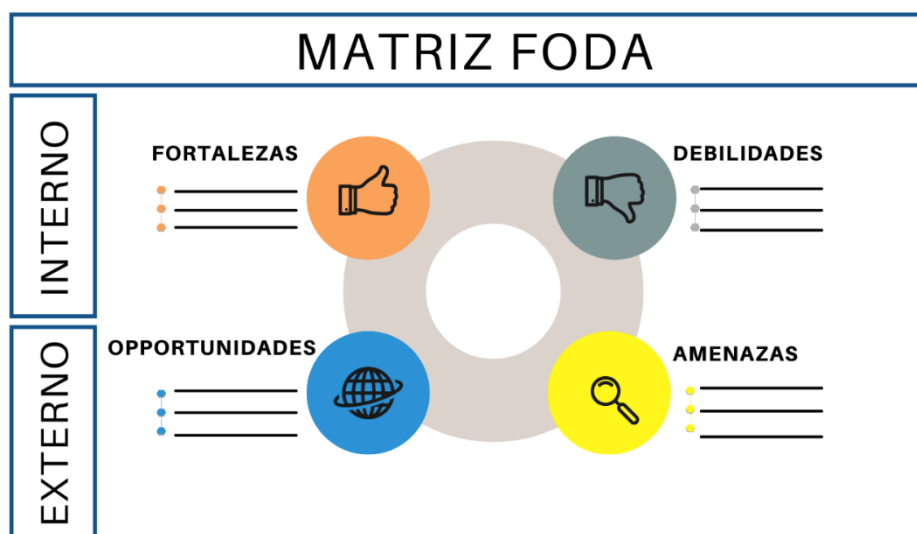 MATRIZ FODA
INTERNO
FORTALEZAS
DEBILIDADES
EXTERNO
OPPORTUNIDADES
AMENAZAS